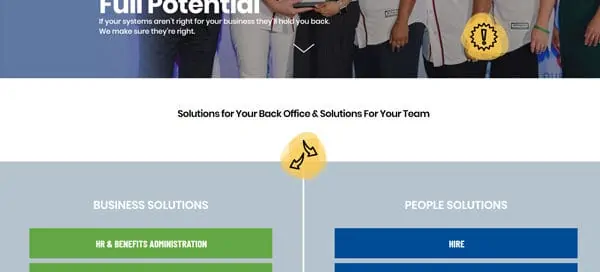 Full Potential
If your systems aren't right for your business they'll hold you back.
We make sure they're right.
Solutions for Your Back Office & Solutions For Your Team
BUSINESS SOLUTIONS
PEOPLE SOLUTIONS
HR & BENEFITS ADMINISTRATION
HIRE